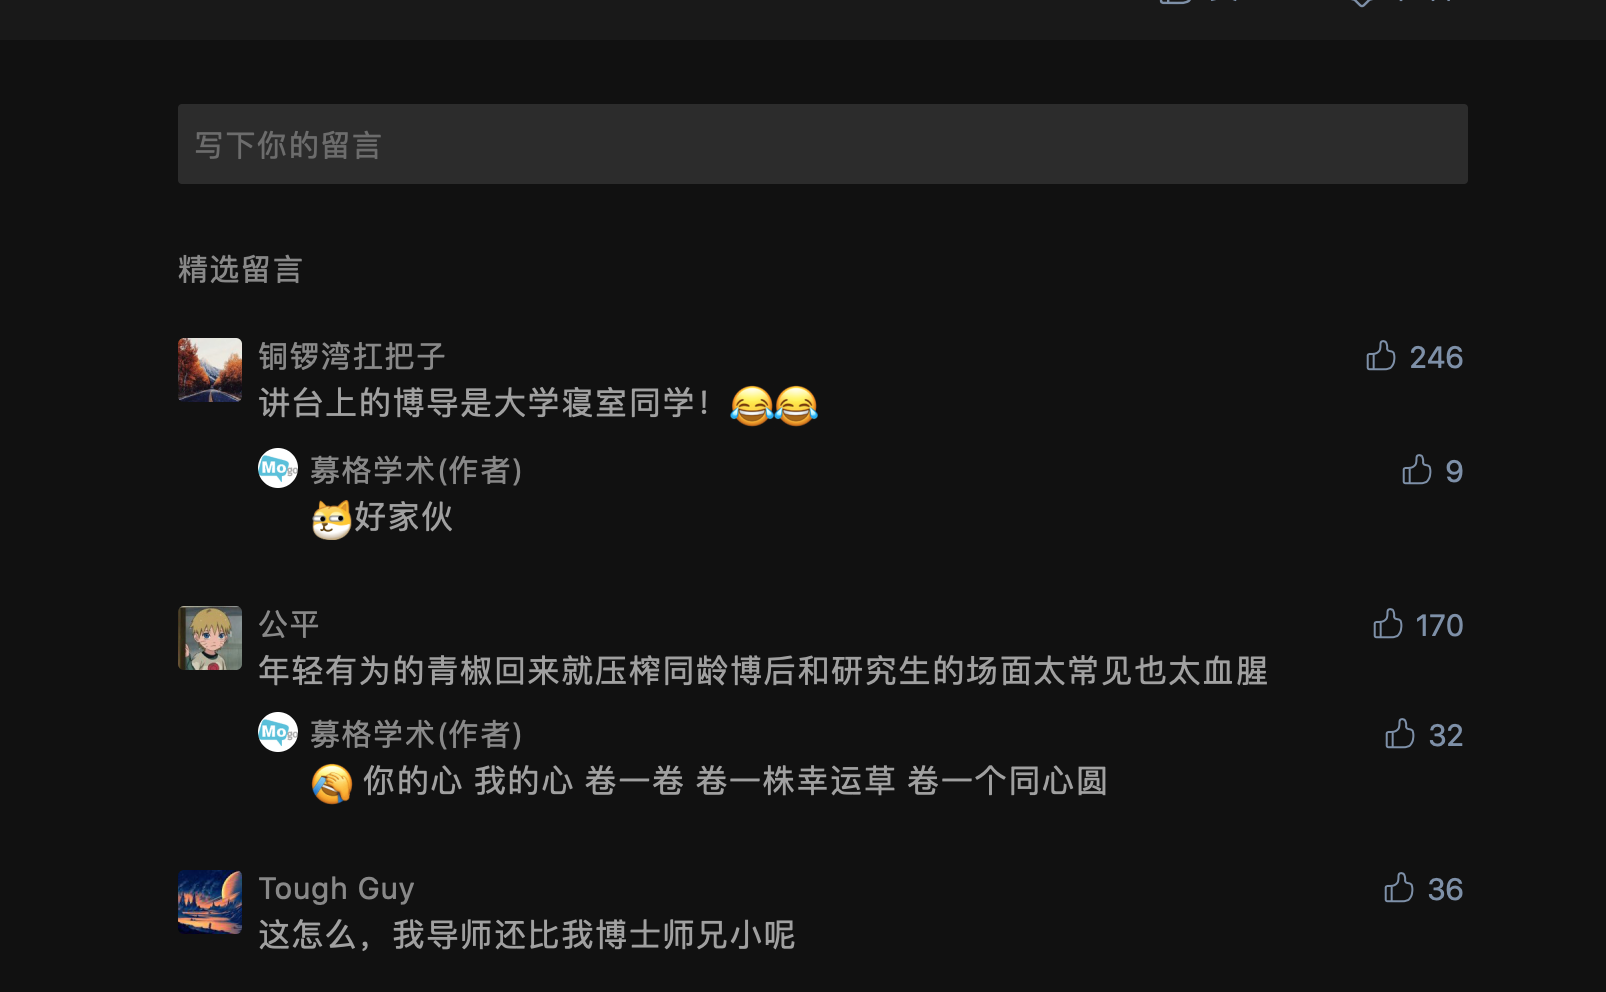 写下你的留言
精选留言
铜锣湾扛把子
246
讲台上的博导是大学寝室同学！😂😂
Mogo
募格学术(作者)
9
好家伙
公平
170
年轻有为的青椒回来就压榨同龄博后和研究生的场面太常见也太血腥
Mogo
募格学术(作者)
32
你的心 我的心 卷一卷 卷一株幸运草 卷一个同心圆
Tough Guy
36
这怎么，我导师还比我博士师兄小呢